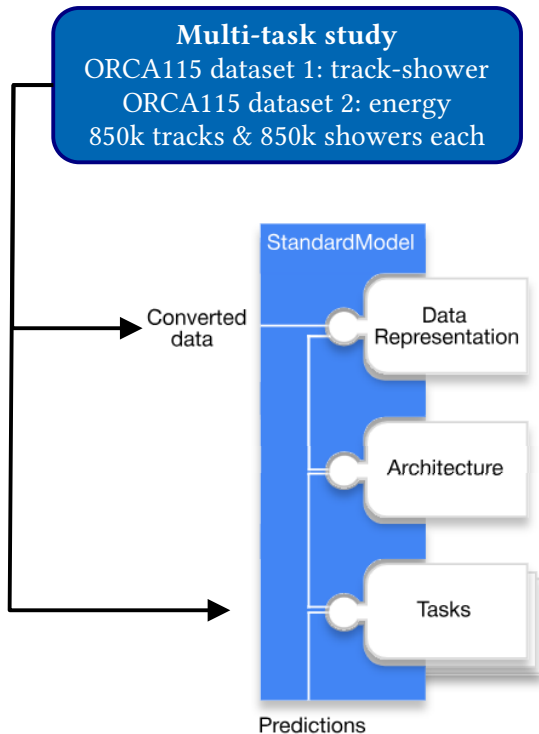 Multi-task study
ORCA115 dataset 1: track-shower
ORCA115 dataset 2: energy
850k tracks & 850k showers each
StandardModel
Converted
data
Data
Representation
Architecture
Tasks
Predictions